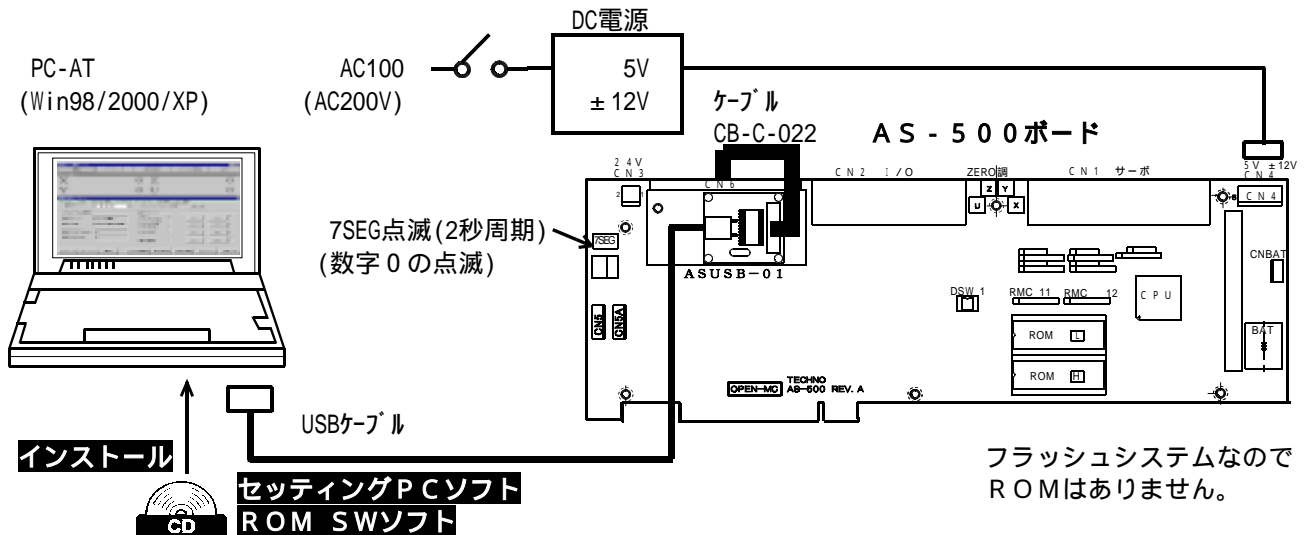 DC電源
PC-AT
(Win98/2000/XP)
AC100
(AC200V)
5V
±12V
ｹｰﾌﾞﾙ
CB-C-022
AS-500ボード
24V
CN3
2
1
CN6
CN2 I/O
ZERO調
Z Y
U X
CN1 サーボ
5V ±12V
CN4
6 CN4
7SEG点滅(2秒周期)
(数字0の点滅)
7SEG
ASUSB-01
CNBAT
DSW 1
RMC 11
RMC 12
CPU
CN5
CN5A
ROM L
BAT
ROM H
OPEN-MC
TECHNO
AS-500 REV. A
USBｹｰﾌﾞﾙ
インストール
CD
セッティングPCソフト
ROM SWソフト
フラッシュシステムなので
ROMはありません。